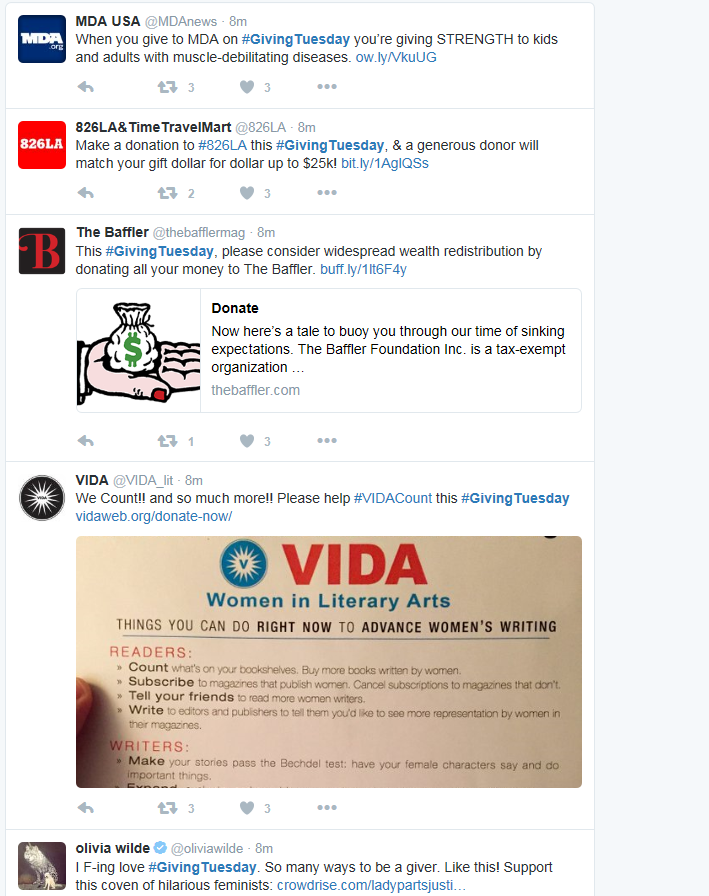 MDA
.org
MDA USA @MDAnews · 8m
When you give to MDA on #GivingTuesday you're giving STRENGTH to kids
and adults with muscle-debilitating diseases. ow.ly/VkuUG
3 3
826LA
826LA&TimeTravelMart @826LA · 8m
Make a donation to #826LA this #GivingTuesday, & a generous donor will
match your gift dollar for dollar up to $25k! bit.ly/1AglQSs
2 3
B
The Baffler @thebafflermag · 8m
This #GivingTuesday, please consider widespread wealth redistribution by
donating all your money to The Baffler. buff.ly/1It6F4y
$
Donate
Now here's a tale to buoy you through our time of sinking
expectations. The Baffler Foundation Inc. is a tax-exempt
organization …
thebaffler.com
1 3
VIDA @VIDA_lit · 8m
We Count!! and so much more!! Please help #VIDACount this #GivingTuesday
vidaweb.org/donate-now/
V VIDA
Women in Literary Arts
THINGS YOU CAN DO RIGHT NOW TO ADVANCE WOMEN'S WRITING
READERS:
» Count what's on your bookshelves. Buy more books written by women.
» Subscribe to magazines that publish women. Cancel subscriptions to magazines that don't.
» Tell your friends to read more women writers.
» Write to editors and publishers to tell them you'd like to see more representation by women in
their magazines.
WRITERS:
» Make your stories pass the Bechdel test: have your female characters say and do
important things.
3 3
olivia wilde @oliviawilde · 8m
I F-ing love #GivingTuesday. So many ways to be a giver. Like this! Support
this coven of hilarious feminists: crowdrise.com/ladypartsjusti…